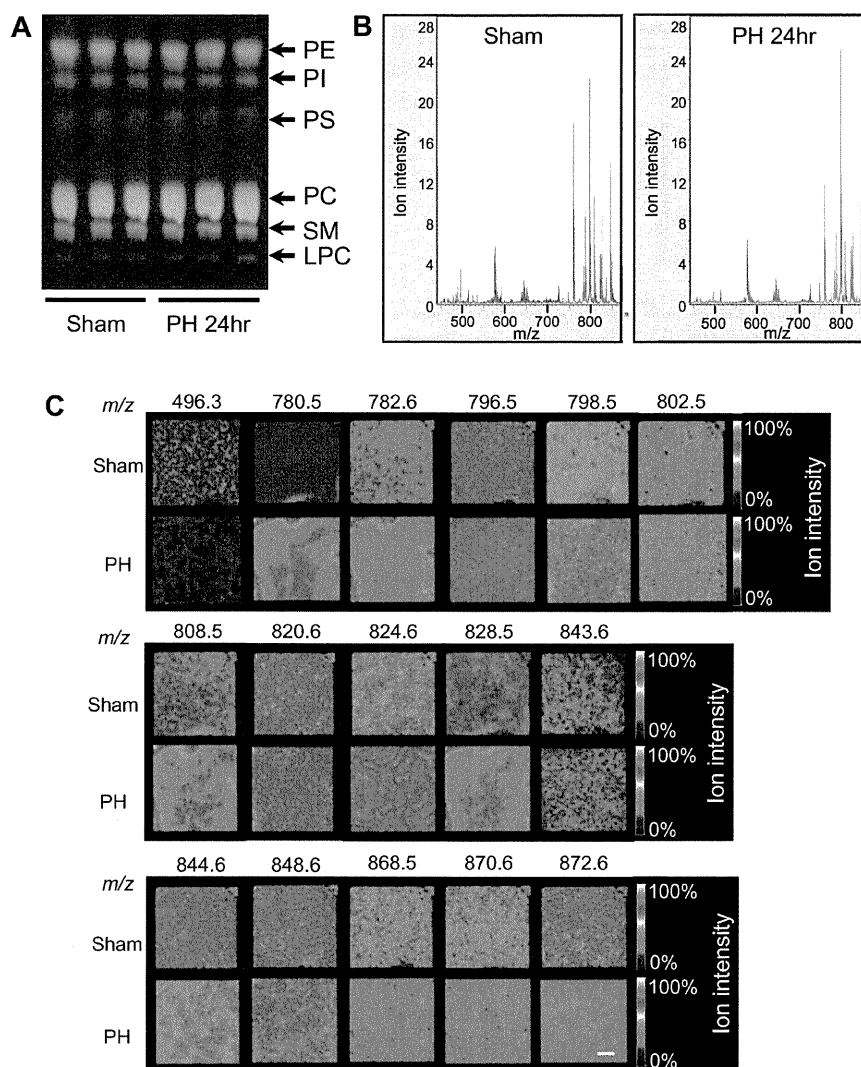 A
PE
PI
PS
PC
SM
LPC
Sham PH 24hr
B
Sham
28
24
20
16
12
8
4
0
Ion intensity
500 600 700 800
m/z
PH 24hr
28
24
20
16
12
8
4
0
Ion intensity
500 600 700 800
m/z
C
m/z 496.3 780.5 782.6 796.5 798.5 802.5
Sham
100%
0%
PH
100%
0%
Ion intensity
m/z 808.5 820.6 824.6 828.5 843.6
Sham
100%
0%
PH
100%
0%
Ion intensity
m/z 844.6 848.6 868.5 870.6 872.6
Sham
100%
0%
PH
100%
0%
Ion intensity